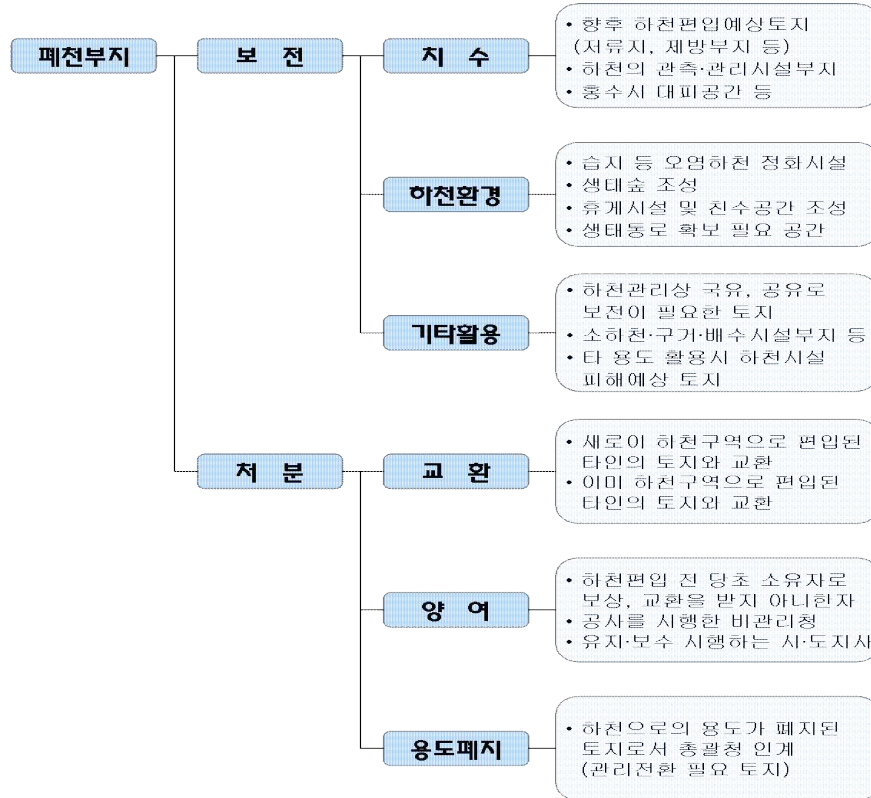 폐천부지
보 전
치 수
• 향후 하천편입예상토지
(저류지, 제방부지 등)
• 하천의 관측·관리시설부지
• 홍수시 대피공간 등
하천환경
• 습지 등 오염하천 정화시설
• 생태숲 조성
• 휴게시설 및 친수공간 조성
• 생태통로 확보 필요 공간
기타활용
• 하천관리상 국유, 공유로
보전이 필요한 토지
• 소하천·구거·배수시설부지 등
• 타 용도 활용시 하천시설
피해예상 토지
처 분
교 환
• 새로이 하천구역으로 편입된
타인의 토지와 교환
• 이미 하천구역으로 편입된
타인의 토지와 교환
양 여
• 하천편입 전 당초 소유자로
보상, 교환을 받지 아니한자
• 공사를 시행한 비관리청
• 유지·보수 시행하는 시·도지사
용도폐지
• 하천으로의 용도가 폐지된
토지로서 총괄청 인계
(관리전환 필요 토지)